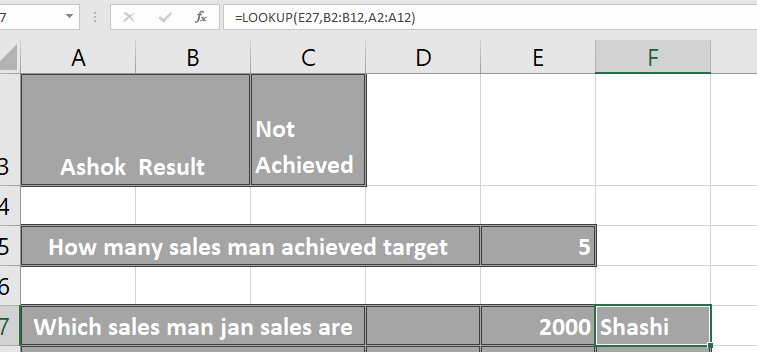 7 fx =LOOKUP(E27,B2:B12,A2:A12)
A B C D E F
Not
3 Ashok Result Achieved
4
5 How many sales man achieved target 5
6
7 Which sales man jan sales are 2000 Shashi